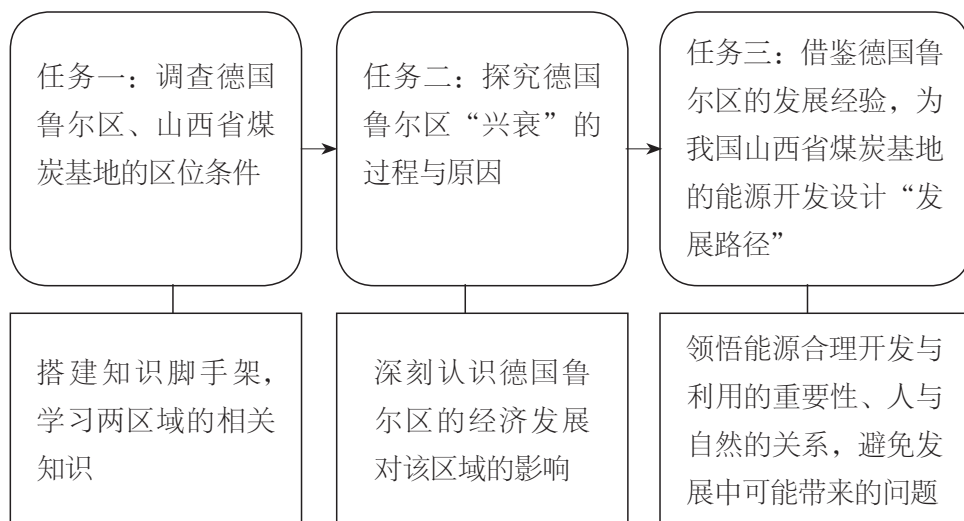 任务一：调查德国
鲁尔区、山西省煤
炭基地的区位条件
任务二：探究德国
鲁尔区“兴衰”的
过程与原因
任务三：借鉴德国鲁
尔区的发展经验，为
我国山西省煤炭基地
的能源开发设计“发
展路径”
搭建知识脚手架，
学习两区域的相关
知识
深刻认识德国鲁
尔区的经济发展
对该区域的影响
领悟能源合理开发与
利用的重要性、人与
自然的关系，避免发
展中可能带来的问题